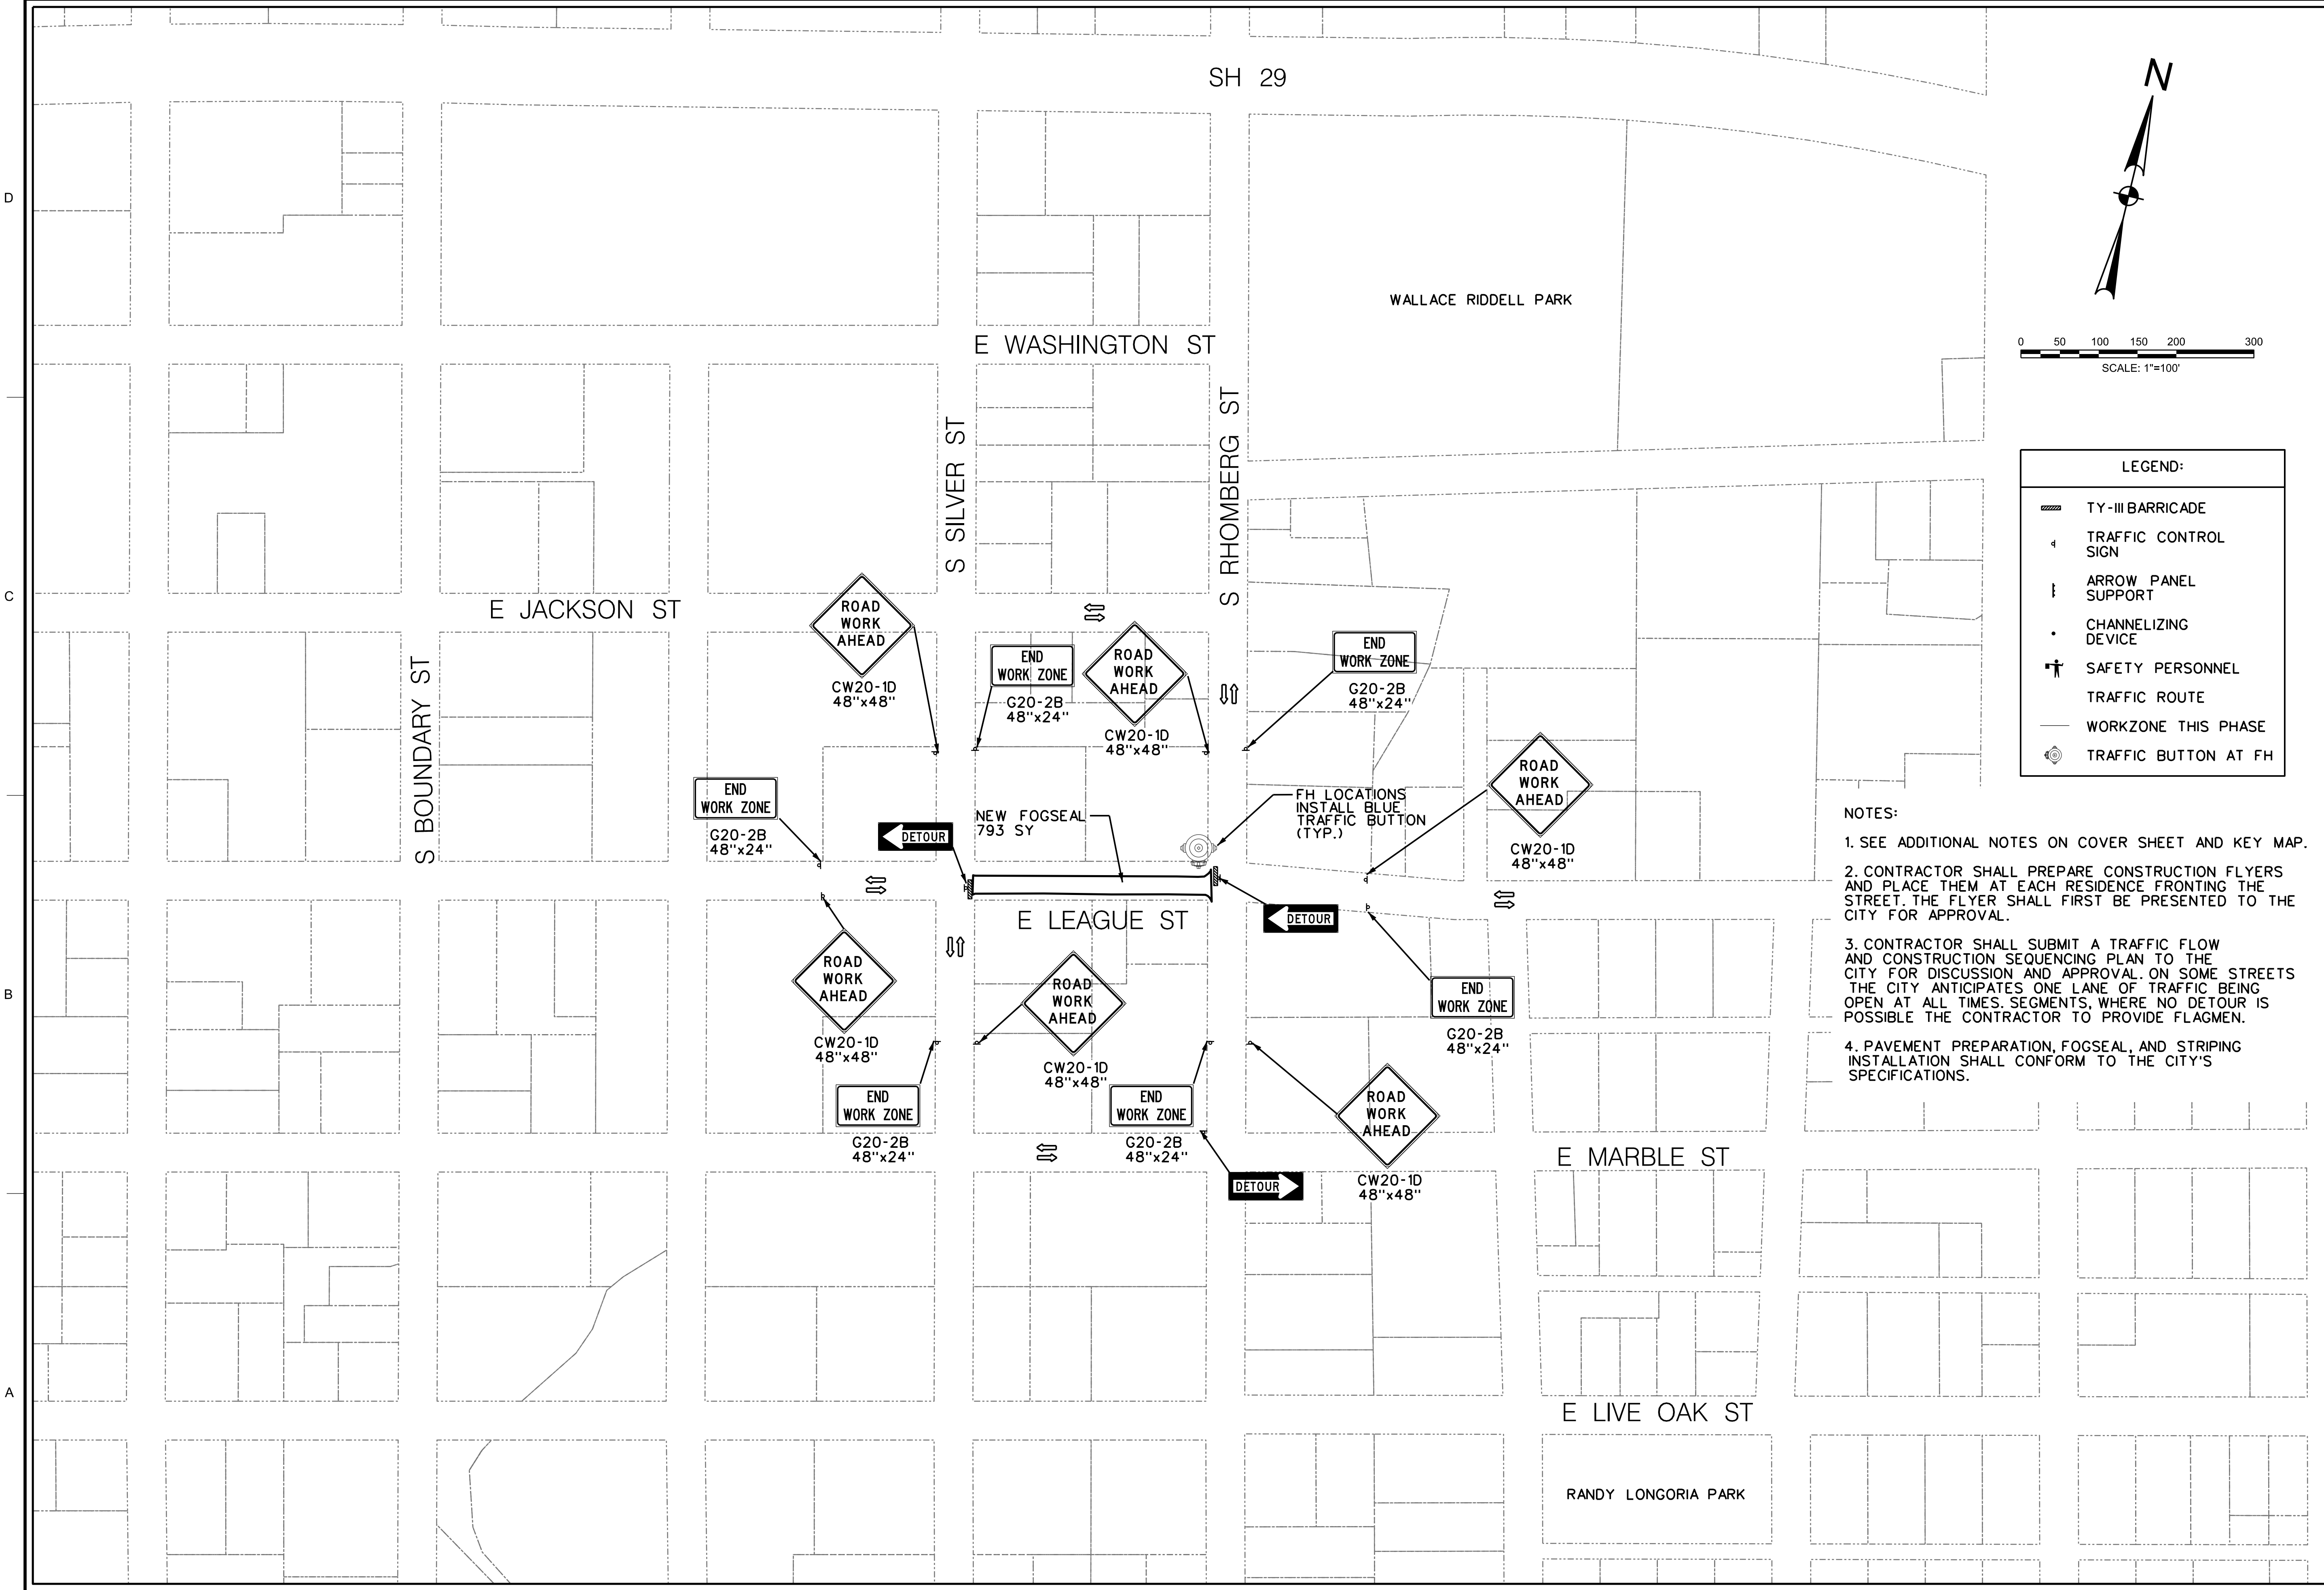 SH 29
N
D
WALLACE RIDDELL PARK
E WASHINGTON ST
0 50 100 150 200 300
SCALE: 1"=100'
S SILVER ST
S RHOMBERG ST
LEGEND:
TY-III BARRICADE
TRAFFIC CONTROL
SIGN
ARROW PANEL
SUPPORT
CHANNELIZING
DEVICE
SAFETY PERSONNEL
TRAFFIC ROUTE
WORKZONE THIS PHASE
TRAFFIC BUTTON AT FH
C
E JACKSON ST
S BOUNDARY ST
ROAD
WORK
AHEAD
CW20-1D
48"x48"
END
WORK ZONE
G20-2B
48"x24"
ROAD
WORK
AHEAD
CW20-1D
48"x48"
END
WORK ZONE
G20-2B
48"x24"
END
WORK ZONE
G20-2B
48"x24"
DETOUR
NEW FOGSEAL
793 SY
FH LOCATIONS
INSTALL BLUE
TRAFFIC BUTTON
(TYP.)
ROAD
WORK
AHEAD
CW20-1D
48"x48"
DETOUR
E LEAGUE ST
B
ROAD
WORK
AHEAD
CW20-1D
48"x48"
ROAD
WORK
AHEAD
CW20-1D
48"x48"
END
WORK ZONE
G20-2B
48"x24"
END
WORK ZONE
G20-2B
48"x24"
END
WORK ZONE
G20-2B
48"x24"
ROAD
WORK
AHEAD
CW20-1D
48"x48"
DETOUR
NOTES:
1. SEE ADDITIONAL NOTES ON COVER SHEET AND KEY MAP.
2. CONTRACTOR SHALL PREPARE CONSTRUCTION FLYERS
AND PLACE THEM AT EACH RESIDENCE FRONTING THE
STREET. THE FLYER SHALL FIRST BE PRESENTED TO THE
CITY FOR APPROVAL.
3. CONTRACTOR SHALL SUBMIT A TRAFFIC FLOW
AND CONSTRUCTION SEQUENCING PLAN TO THE
CITY FOR DISCUSSION AND APPROVAL. ON SOME STREETS
THE CITY ANTICIPATES ONE LANE OF TRAFFIC BEING
OPEN AT ALL TIMES. SEGMENTS, WHERE NO DETOUR IS
POSSIBLE THE CONTRACTOR TO PROVIDE FLAGMEN.
4. PAVEMENT PREPARATION, FOGSEAL, AND STRIPING
INSTALLATION SHALL CONFORM TO THE CITY'S
SPECIFICATIONS.
E MARBLE ST
A
E LIVE OAK ST
RANDY LONGORIA PARK